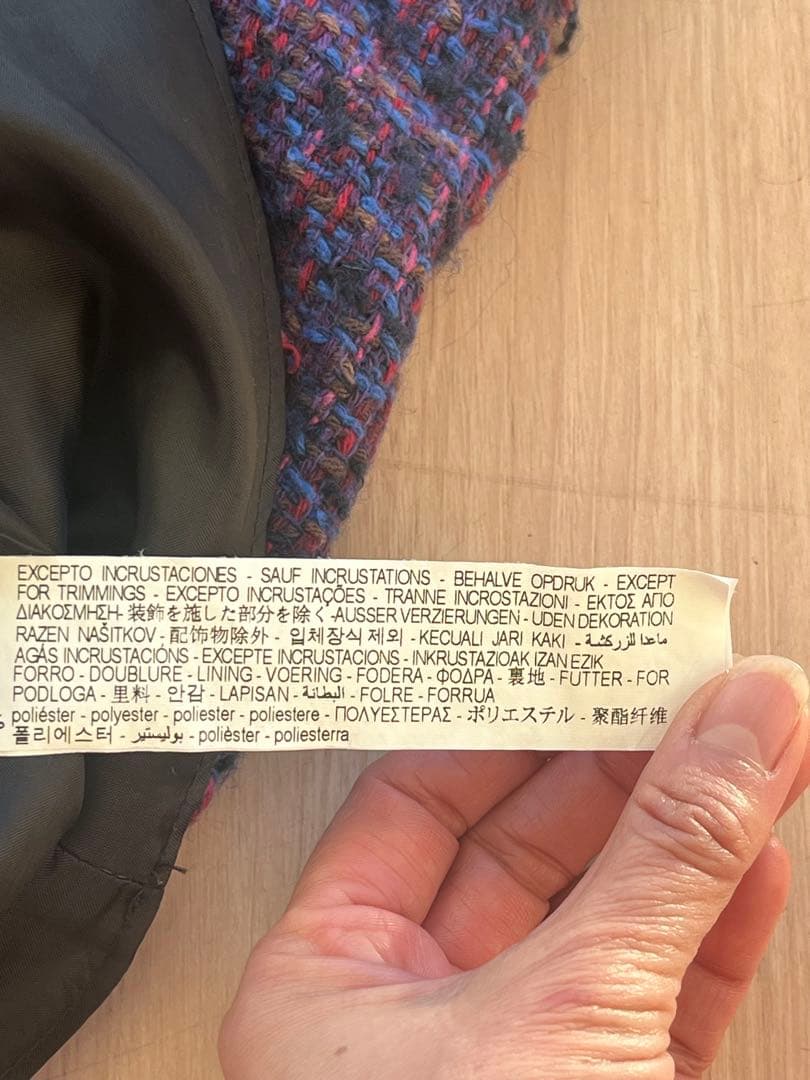 EXCEPTO INCRUSTACIONES - SAUF INCRUSTATIONS - BEHALVE OPDRUK - EXCEPT
FOR TRIMMINGS - EXCEPTO INCRUSTAÇÕES - TRANNE INCROSTAZIONI - ΕΚΤΟΣ ΑΠΟ
ΔΙΑΚΟΣΜΗΣΗ- 装飾を施した部分を除く-AUSSER VERZIERUNGEN - UDEN DEKORATION
RAZEN NAŠITKOV - 配饰物除外 - 입체장식 제외 - KECUALI JARI KAKI - ماعدا للزركشة
AGÁS INCRUSTACIÓNS - EXCEPTE INCRUSTACIONS - INKRUSTAZIOAK IZAN EZIK
FORRO - DOUBLURE - LINING - VOERING - FODERA - ΦΟΔΡΑ - 裏地 - FUTTER - FOR
PODLOGA - 里料 - 안감 - LAPISAN - البطانة - FOLRE - FORRUA
% poliéster - polyester - poliester - poliestere - ΠΟΛΥΕΣΤΕΡΑΣ - ポリエステル - 聚酯纤维
폴리에스터 - بوليستير - polièster - poliesterra